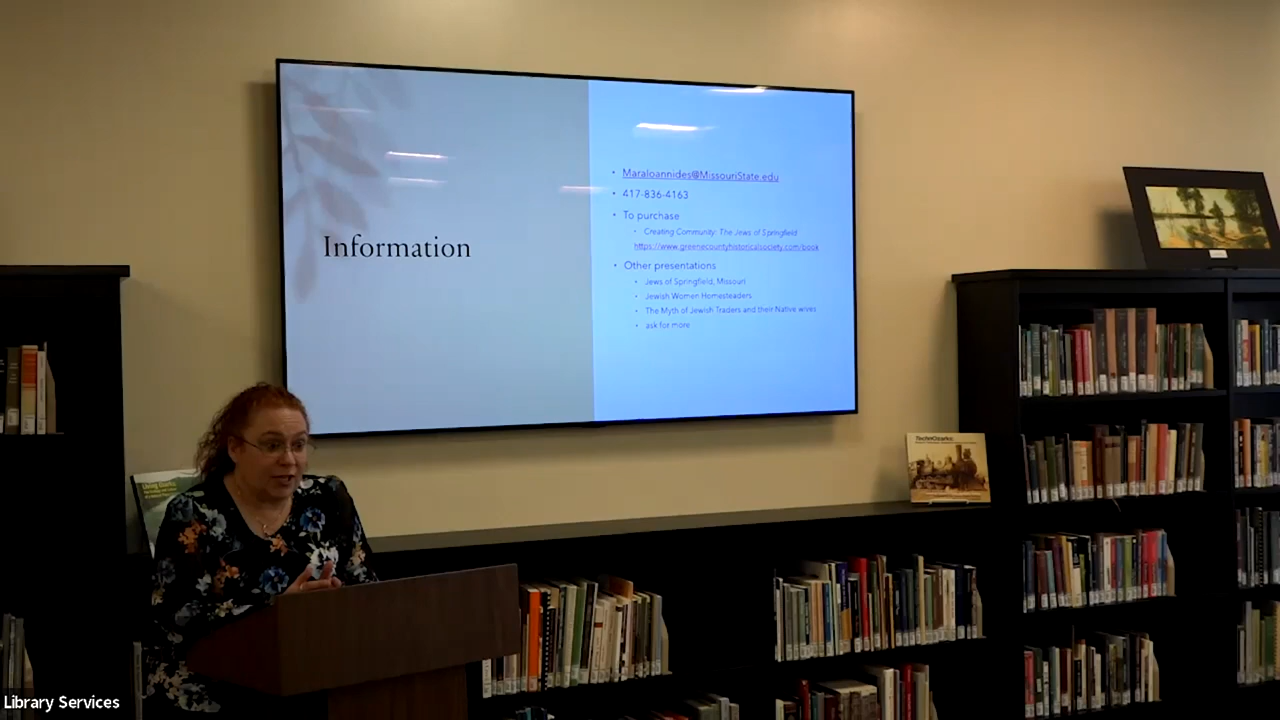 Information
MaraIoannides@MissouriState.edu
417-836-4163
To purchase
Creating Community: The Jews of Springfield
https://www.greenecountyhistoricalsociety.com/book
Other presentations
Jews of Springfield, Missouri
Jewish Women Homesteaders
The Myth of Jewish Traders and their Native wives
ask for more
Library Services